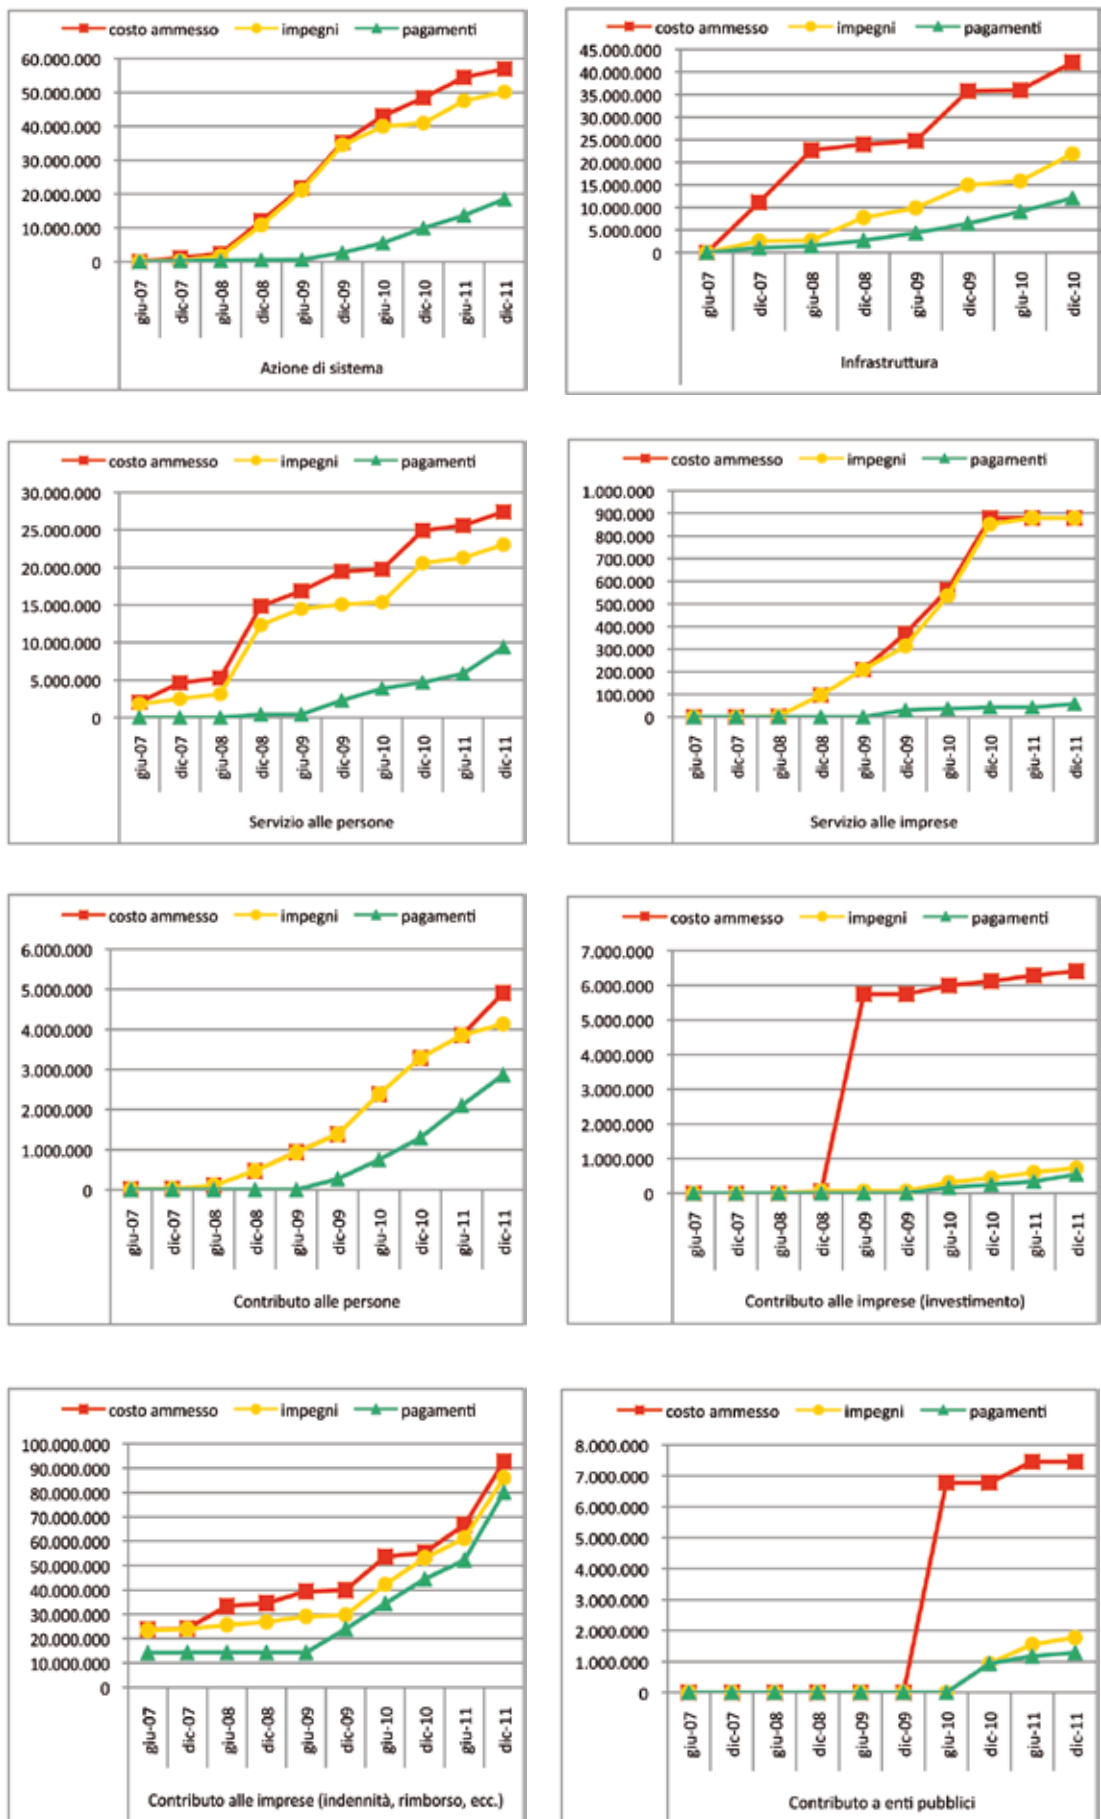 costo ammesso impegni pagamenti
60.000.000
50.000.000
40.000.000
30.000.000
20.000.000
10.000.000
0
giu-07 dic-07 giu-08 dic-08 giu-09 dic-09 giu-10 dic-10 giu-11 dic-11
Azione di sistema
costo ammesso impegni pagamenti
45.000.000
40.000.000
35.000.000
30.000.000
25.000.000
20.000.000
15.000.000
10.000.000
5.000.000
0
giu-07 dic-07 giu-08 dic-08 giu-09 dic-09 giu-10 dic-10
Infrastruttura
costo ammesso impegni pagamenti
30.000.000
25.000.000
20.000.000
15.000.000
10.000.000
5.000.000
0
giu-07 dic-07 giu-08 dic-08 giu-09 dic-09 giu-10 dic-10 giu-11 dic-11
Servizio alle persone
costo ammesso impegni pagamenti
1.000.000
900.000
800.000
700.000
600.000
500.000
400.000
300.000
200.000
100.000
0
giu-07 dic-07 giu-08 dic-08 giu-09 dic-09 giu-10 dic-10 giu-11 dic-11
Servizio alle imprese
costo ammesso impegni pagamenti
6.000.000
5.000.000
4.000.000
3.000.000
2.000.000
1.000.000
0
giu-07 dic-07 giu-08 dic-08 giu-09 dic-09 giu-10 dic-10 giu-11 dic-11
Contributo alle persone
costo ammesso impegni pagamenti
7.000.000
6.000.000
5.000.000
4.000.000
3.000.000
2.000.000
1.000.000
0
giu-07 dic-07 giu-08 dic-08 giu-09 dic-09 giu-10 dic-10 giu-11 dic-11
Contributo alle imprese (investimento)
costo ammesso impegni pagamenti
100.000.000
90.000.000
80.000.000
70.000.000
60.000.000
50.000.000
40.000.000
30.000.000
20.000.000
10.000.000
0
giu-07 dic-07 giu-08 dic-08 giu-09 dic-09 giu-10 dic-10 giu-11 dic-11
Contributo alle imprese (indennità, rimborso, ecc.)
costo ammesso impegni pagamenti
8.000.000
7.000.000
6.000.000
5.000.000
4.000.000
3.000.000
2.000.000
1.000.000
0
giu-07 dic-07 giu-08 dic-08 giu-09 dic-09 giu-10 dic-10 giu-11 dic-11
Contributo a enti pubblici